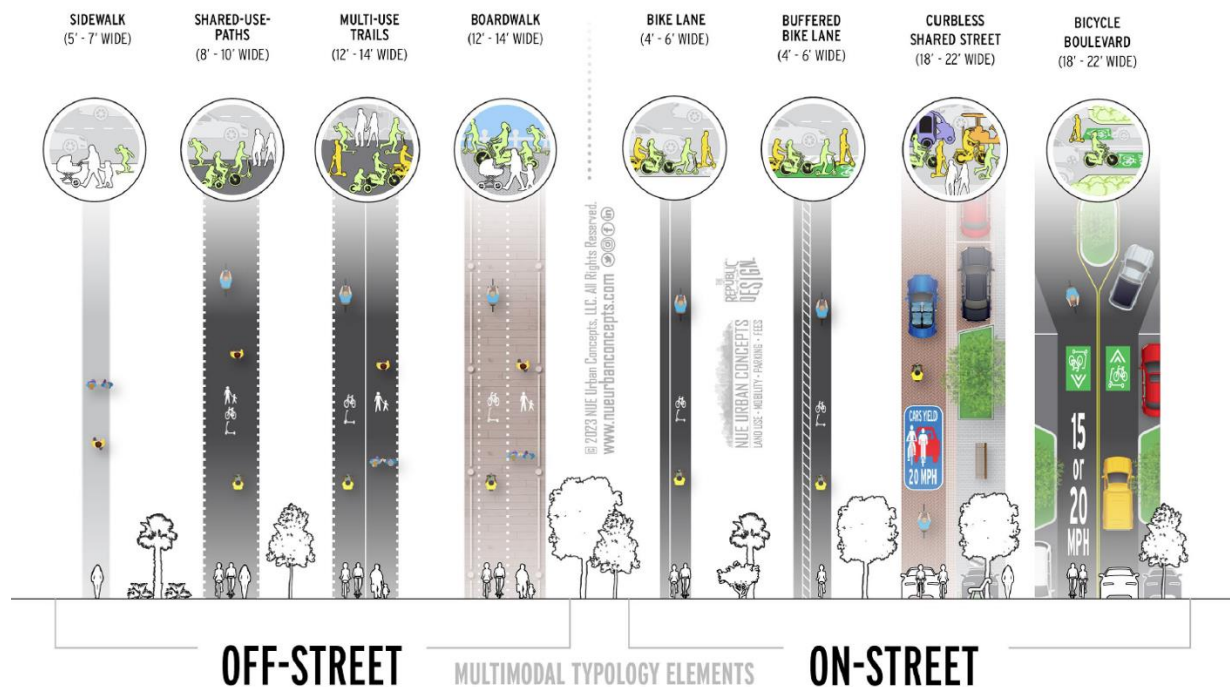 SIDEWALK
(5' - 7' WIDE)
SHARED-USE-
PATHS
(8' - 10' WIDE)
MULTI-USE
TRAILS
(12' - 14' WIDE)
BOARDWALK
(12' - 14' WIDE)
BIKE LANE
(4' - 6' WIDE)
BUFFERED
BIKE LANE
(4' - 6' WIDE)
CURBLESS
SHARED STREET
(18' - 22' WIDE)
BICYCLE
BOULEVARD
(18' - 22' WIDE)
© 2023 NUE Urban Concepts, LLC. All Rights Reserved.
www.nueurbanconcepts.com
THE
REPUBLIC
DESIGN
NUE URBAN CONCEPTS
LAND USE • MOBILITY • PARKING • FEES
CARS YIELD
20 MPH
15
or
20
MPH
OFF-STREET
MULTIMODAL TYPOLOGY ELEMENTS
ON-STREET